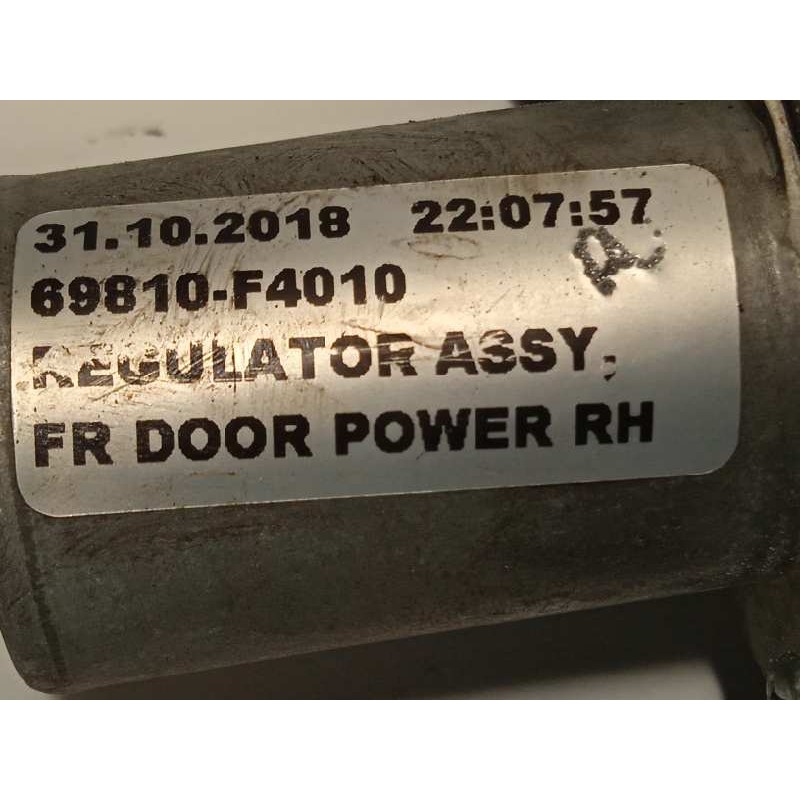 31.10.2018 22:07:57
69810-F4010
REGULATOR ASSY,
FR DOOR POWER RH